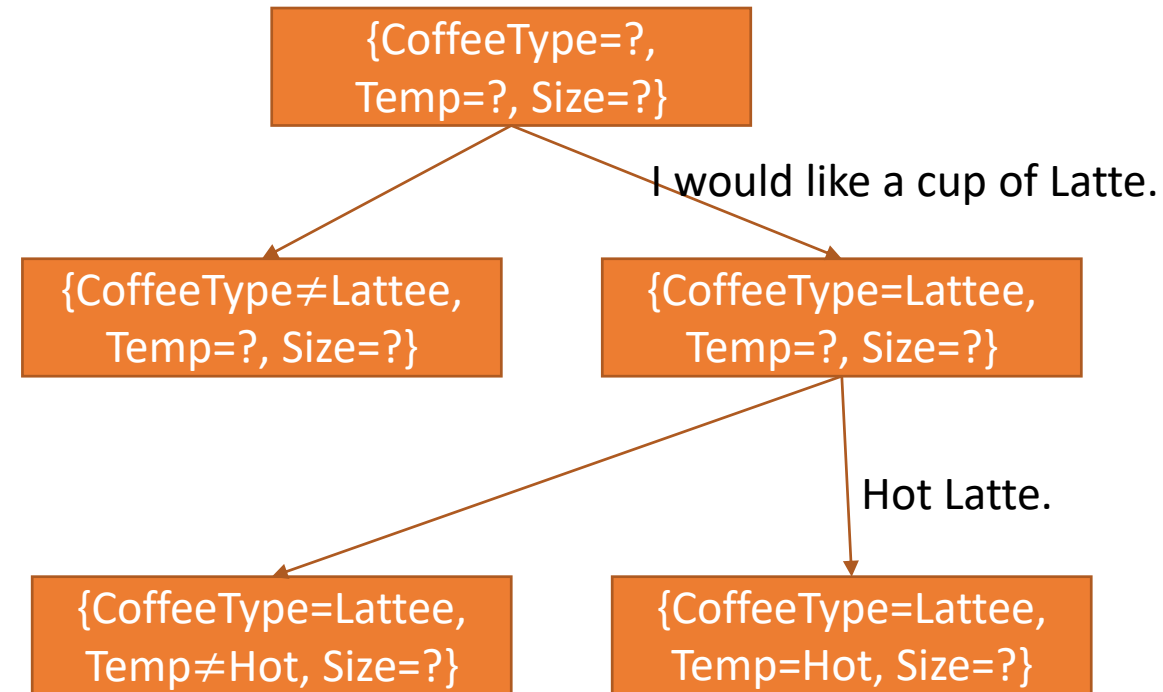 {CoffeeType=?,
Temp=?, Size=?}
I would like a cup of Latte.
{CoffeeType≠Lattee,
Temp=?, Size=?}
{CoffeeType=Lattee,
Temp=?, Size=?}
Hot Latte.
{CoffeeType=Lattee,
Temp≠Hot, Size=?}
{CoffeeType=Lattee,
Temp=Hot, Size=?}